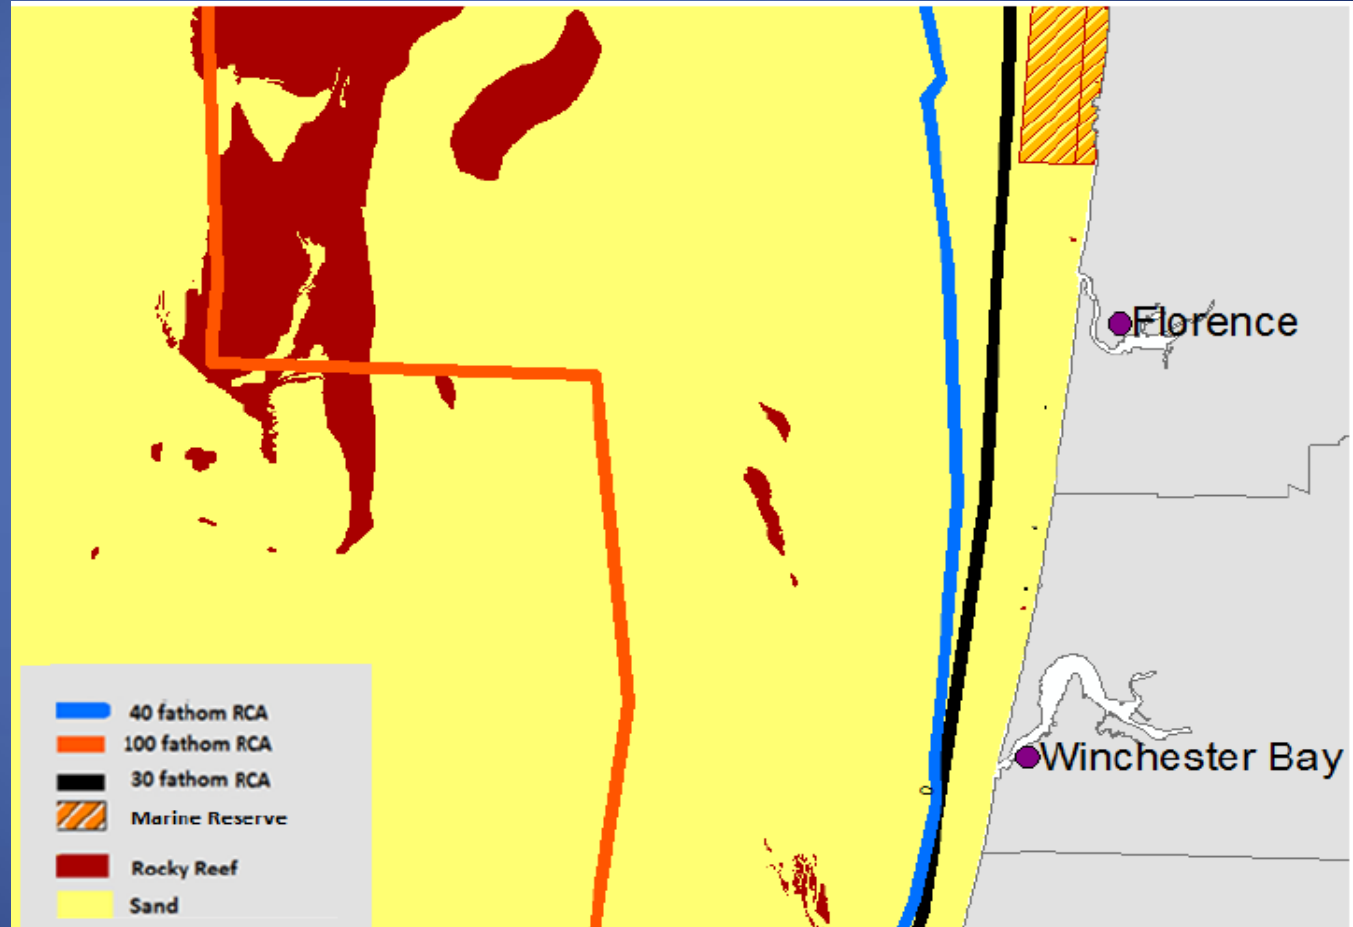 Florence
Winchester Bay
40 fathom RCA
100 fathom RCA
30 fathom RCA
Marine Reserve
Rocky Reef
Sand